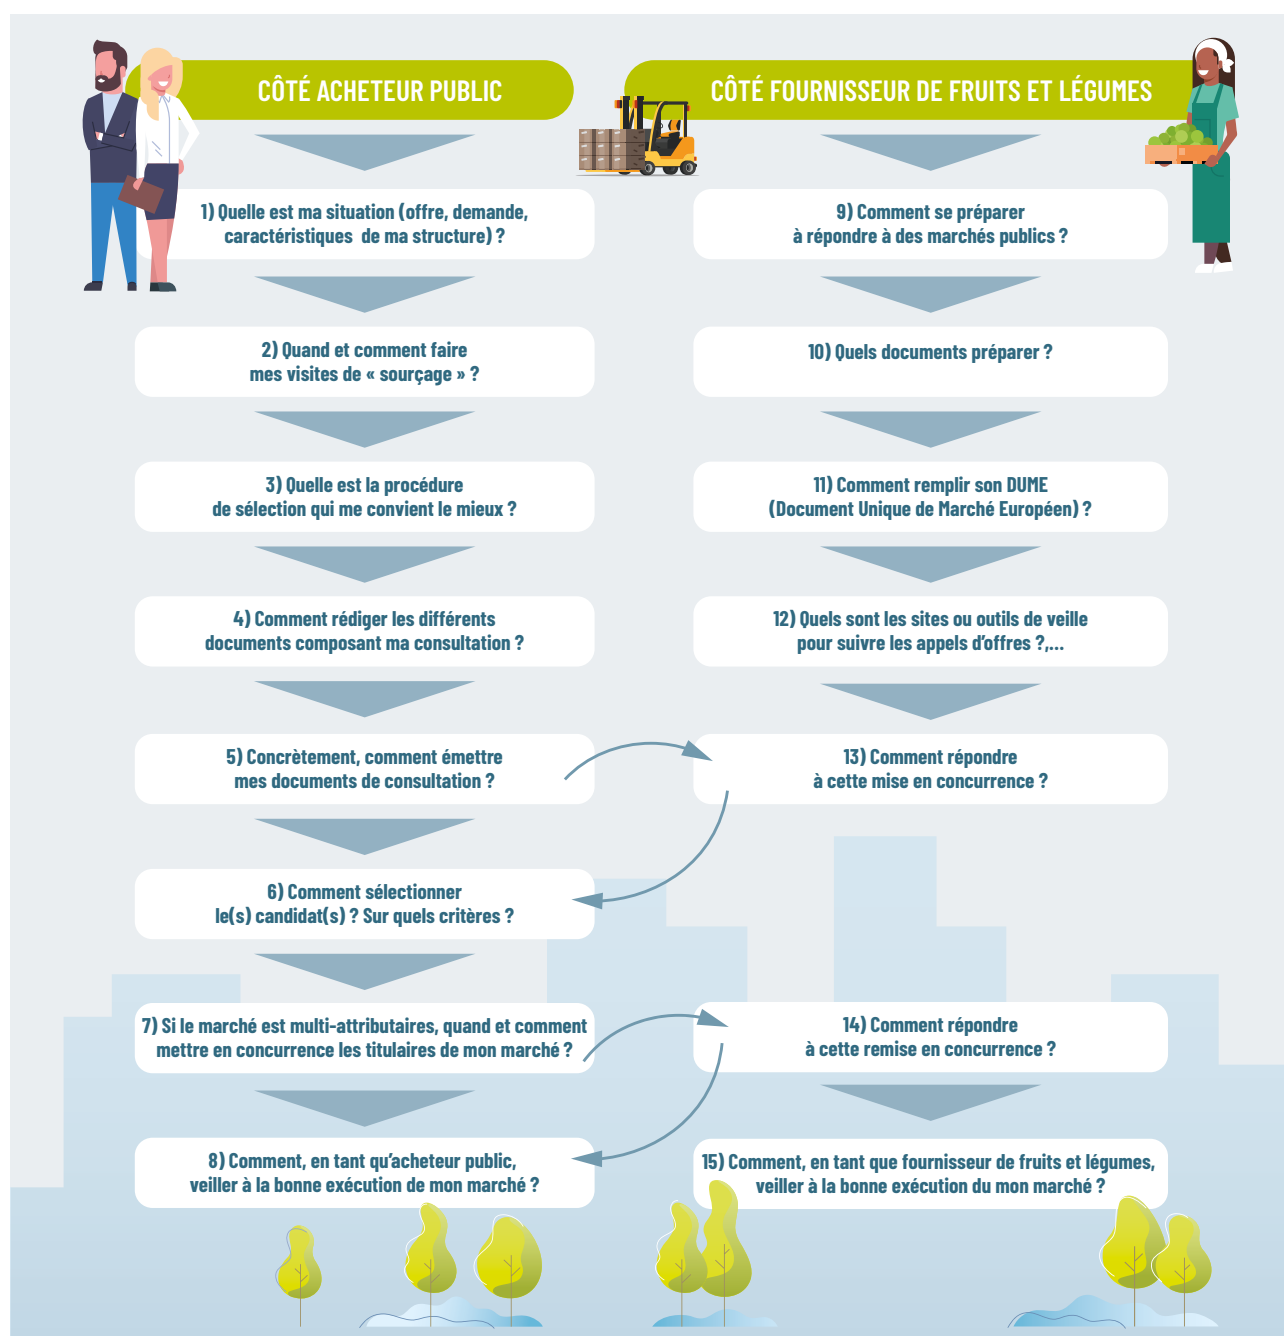 CÔTÉ ACHETEUR PUBLIC
1) Quelle est ma situation (offre, demande,
caractéristiques de ma structure) ?
2) Quand et comment faire
mes visites de « sourçage » ?
3) Quelle est la procédure
de sélection qui me convient le mieux ?
4) Comment rédiger les différents
documents composant ma consultation ?
5) Concrètement, comment émettre
mes documents de consultation ?
6) Comment sélectionner
le(s) candidat(s) ? Sur quels critères ?
7) Si le marché est multi-attributaires, quand et comment
mettre en concurrence les titulaires de mon marché ?
8) Comment, en tant qu'acheteur public,
veiller à la bonne exécution de mon marché ?
CÔTÉ FOURNISSEUR DE FRUITS ET LÉGUMES
9) Comment se préparer
à répondre à des marchés publics ?
10) Quels documents préparer ?
11) Comment remplir son DUME
(Document Unique de Marché Européen) ?
12) Quels sont les sites ou outils de veille
pour suivre les appels d'offres ?,...
13) Comment répondre
à cette mise en concurrence ?
14) Comment répondre
à cette remise en concurrence ?
15) Comment, en tant que fournisseur de fruits et légumes,
veiller à la bonne exécution du mon marché ?